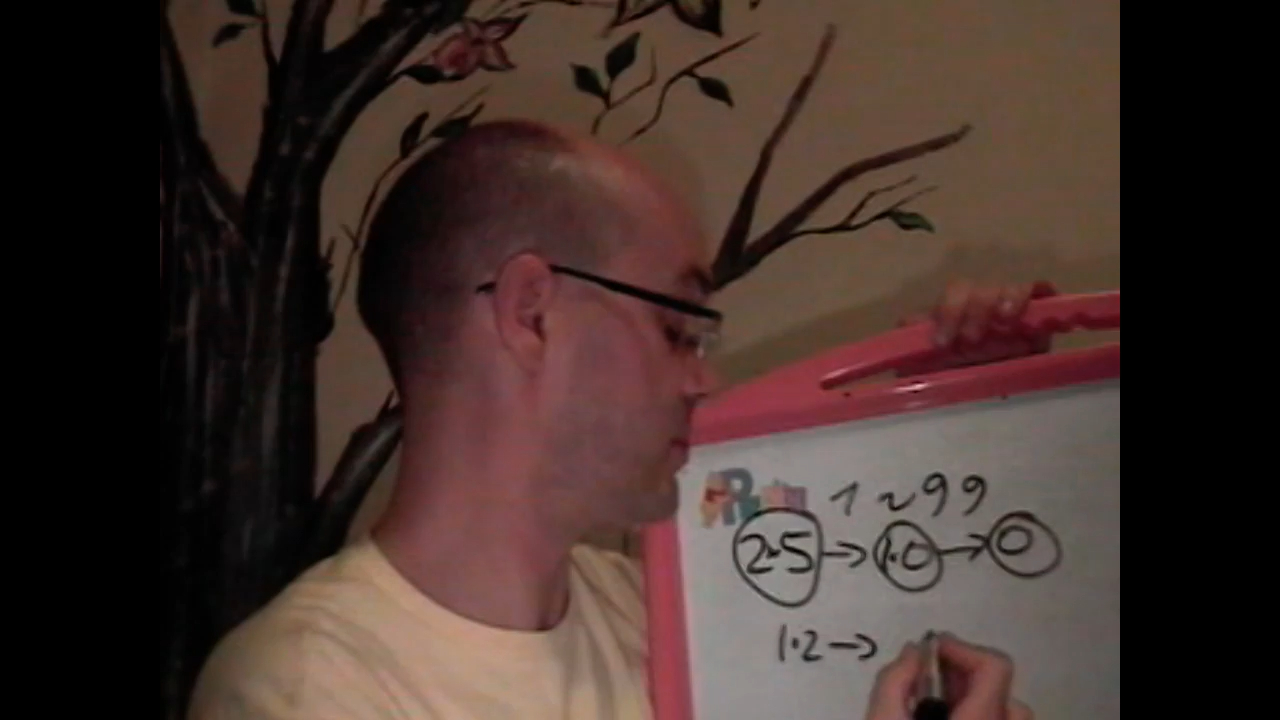 1 ~ 99
2·5 → 1·0 → 0
1·2 →